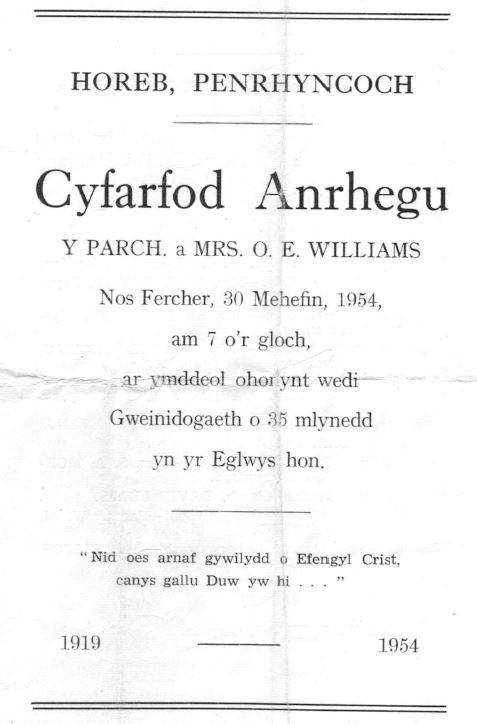 HOREB, PENRHYNCOCH
Cyfarfod Anrhegu
Y PARCH. a MRS. O. E. WILLIAMS
Nos Fercher, 30 Mehefin, 1954,
am 7 o'r gloch,
ar ymddeol ohonynt wedi
Gweinidogaeth o 35 mlynedd
yn yr Eglwys hon.
"Nid oes arnaf gywilydd o Efengyl Crist,
canys gallu Duw yw hi . . . "
1919 1954